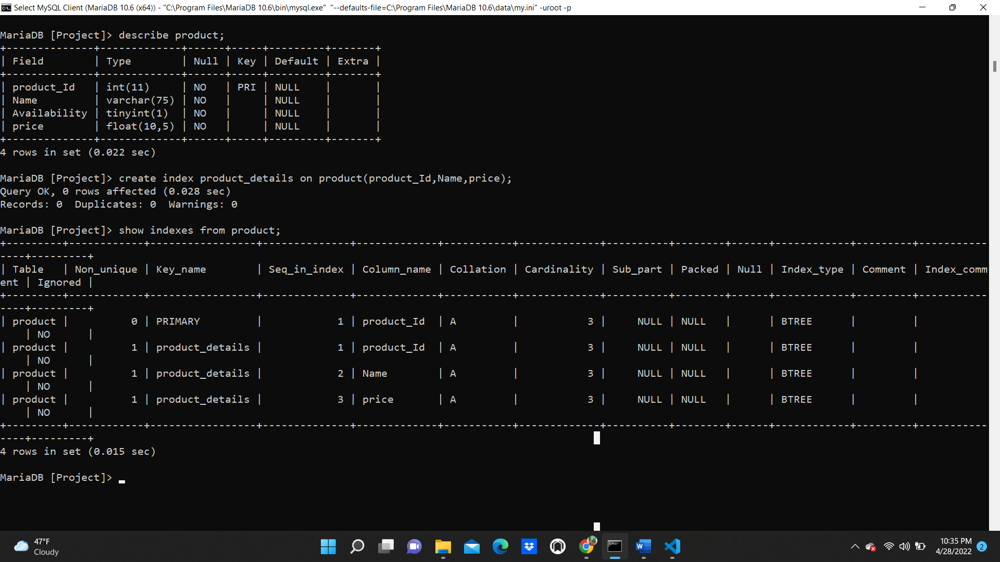 Select MySQL Client (MariaDB 10.6 (x64)) - "C:\Program Files\MariaDB 10.6\bin\mysql.exe"  "--defaults-file=C:\Program Files\MariaDB 10.6\data\my.ini" -uroot -p
MariaDB [Project]> describe product;
+--------------+-------------+------+-----+---------+-------+
| Field        | Type        | Null | Key | Default | Extra |
+--------------+-------------+------+-----+---------+-------+
| product_Id   | int(11)     | NO   | PRI | NULL    |       |
| Name         | varchar(75) | NO   |     | NULL    |       |
| Availability | tinyint(1)  | NO   |     | NULL    |       |
| price        | float(10,5) | NO   |     | NULL    |       |
+--------------+-------------+------+-----+---------+-------+
4 rows in set (0.022 sec)
MariaDB [Project]> create index product_details on product(product_Id,Name,price);
Query OK, 0 rows affected (0.028 sec)
Records: 0  Duplicates: 0  Warnings: 0
MariaDB [Project]> show indexes from product;
+---------+------------+-----------------+--------------+-------------+-----------+-------------+----------+--------+------+------------+---------+-----------
----+---------+
| Table   | Non_unique | Key_name        | Seq_in_index | Column_name | Collation | Cardinality | Sub_part | Packed | Null | Index_type | Comment | Index_comm
ent | Ignored |
+---------+------------+-----------------+--------------+-------------+-----------+-------------+----------+--------+------+------------+---------+-----------
----+---------+
| product |          0 | PRIMARY         |            1 | product_Id  | A         |           3 |     NULL | NULL   |      | BTREE      |         |
    | NO      |
| product |          1 | product_details |            1 | product_Id  | A         |           3 |     NULL | NULL   |      | BTREE      |         |
    | NO      |
| product |          1 | product_details |            2 | Name        | A         |           3 |     NULL | NULL   |      | BTREE      |         |
    | NO      |
| product |          1 | product_details |            3 | price       | A         |           3 |     NULL | NULL   |      | BTREE      |         |
    | NO      |
+---------+------------+-----------------+--------------+-------------+-----------+-------------+----------+--------+------+------------+---------+-----------
----+---------+
4 rows in set (0.015 sec)
MariaDB [Project]>
47°F
Cloudy
10:35 PM
4/28/2022
2